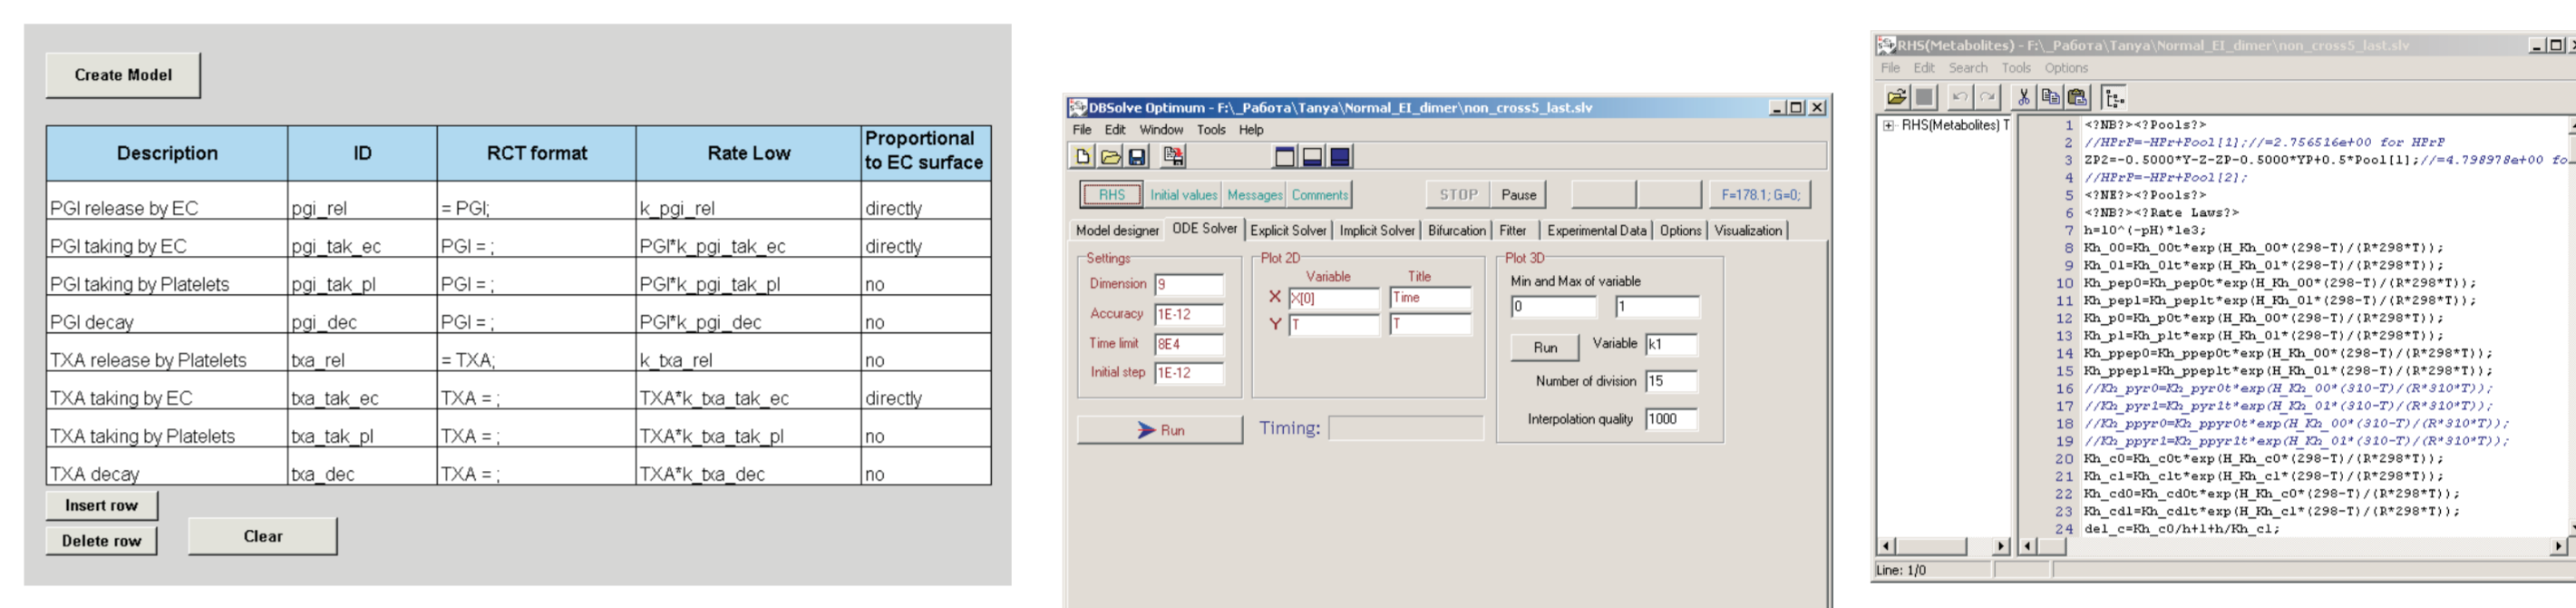 Create Model
Description ID RCT format Rate Low Proportional to EC surface
PGI release by EC pgi_rel = PGI; k_pgi_rel directly
PGI taking by EC pgi_tak_ec PGI = ; PGI*k_pgi_tak_ec directly
PGI taking by Platelets pgi_tak_pl PGI = ; PGI*k_pgi_tak_pl no
PGI decay pgi_dec PGI = ; PGI*k_pgi_dec no
TXA release by Platelets txa_rel = TXA; k_txa_rel no
TXA taking by EC txa_tak_ec TXA = ; TXA*k_txa_tak_ec directly
TXA taking by Platelets txa_tak_pl TXA = ; TXA*k_txa_tak_pl no
TXA decay txa_dec TXA = ; TXA*k_txa_dec no
Insert row
Delete row
Clear
DBSolve Optimum - F:\_Работа\Tanya\Normal_EI_dimer\non_cross5_last.slv
File Edit Window Tools Help
RHS Initial values Messages Comments STOP Pause F=178.1; G=0;
Model designer ODE Solver Explicit Solver Implicit Solver Bifurcation Fitter Experimental Data Options Visualization
Settings
Dimension 9
Accuracy 1E-12
Time limit 8E4
Initial step 1E-12
Plot 2D
Variable Title
X X[0] Time
Y T T
Plot 3D
Min and Max of variable
0 1
Run Variable k1
Number of division 15
Interpolation quality 1000
Run Timing:
RHS(Metabolites) - F:\_Работа\Tanya\Normal_EI_dimer\non_cross5_last.slv
File Edit Search Tools Options
RHS(Metabolites) T
1 <?NB?><?Pools?>
2 //HPrP=-HPr+Pool[1];//=2.756516e+00 for HPrP
3 ZP2=-0.5000*Y-Z-ZP-0.5000*YP+0.5*Pool[1];//=4.798978e+00 fo
4 //HPrP=-HPr+Pool[2];
5 <?NE?><?Pools?>
6 <?NB?><?Rate Laws?>
7 h=10^(-pH)*1e3;
8 Kh_00=Kh_00t*exp(H_Kh_00*(298-T)/(R*298*T));
9 Kh_01=Kh_01t*exp(H_Kh_01*(298-T)/(R*298*T));
10 Kh_pep0=Kh_pep0t*exp(H_Kh_00*(298-T)/(R*298*T));
11 Kh_pep1=Kh_pep1t*exp(H_Kh_01*(298-T)/(R*298*T));
12 Kh_p0=Kh_p0t*exp(H_Kh_00*(298-T)/(R*298*T));
13 Kh_p1=Kh_p1t*exp(H_Kh_01*(298-T)/(R*298*T));
14 Kh_ppep0=Kh_ppep0t*exp(H_Kh_00*(298-T)/(R*298*T));
15 Kh_ppep1=Kh_ppep1t*exp(H_Kh_01*(298-T)/(R*298*T));
16 //Kh_pyr0=Kh_pyr0t*exp(H_Kh_00*(310-T)/(R*310*T));
17 //Kh_pyr1=Kh_pyr1t*exp(H_Kh_01*(310-T)/(R*310*T));
18 //Kh_ppyr0=Kh_ppyr0t*exp(H_Kh_00*(310-T)/(R*310*T));
19 //Kh_ppyr1=Kh_ppyr1t*exp(H_Kh_01*(310-T)/(R*310*T));
20 Kh_c0=Kh_c0t*exp(H_Kh_c0*(298-T)/(R*298*T));
21 Kh_c1=Kh_c1t*exp(H_Kh_c1*(298-T)/(R*298*T));
22 Kh_cd0=Kh_cd0t*exp(H_Kh_c0*(298-T)/(R*298*T));
23 Kh_cd1=Kh_cd1t*exp(H_Kh_c1*(298-T)/(R*298*T));
24 del_c=Kh_c0/h+1+h/Kh_c1;
Line: 1/0